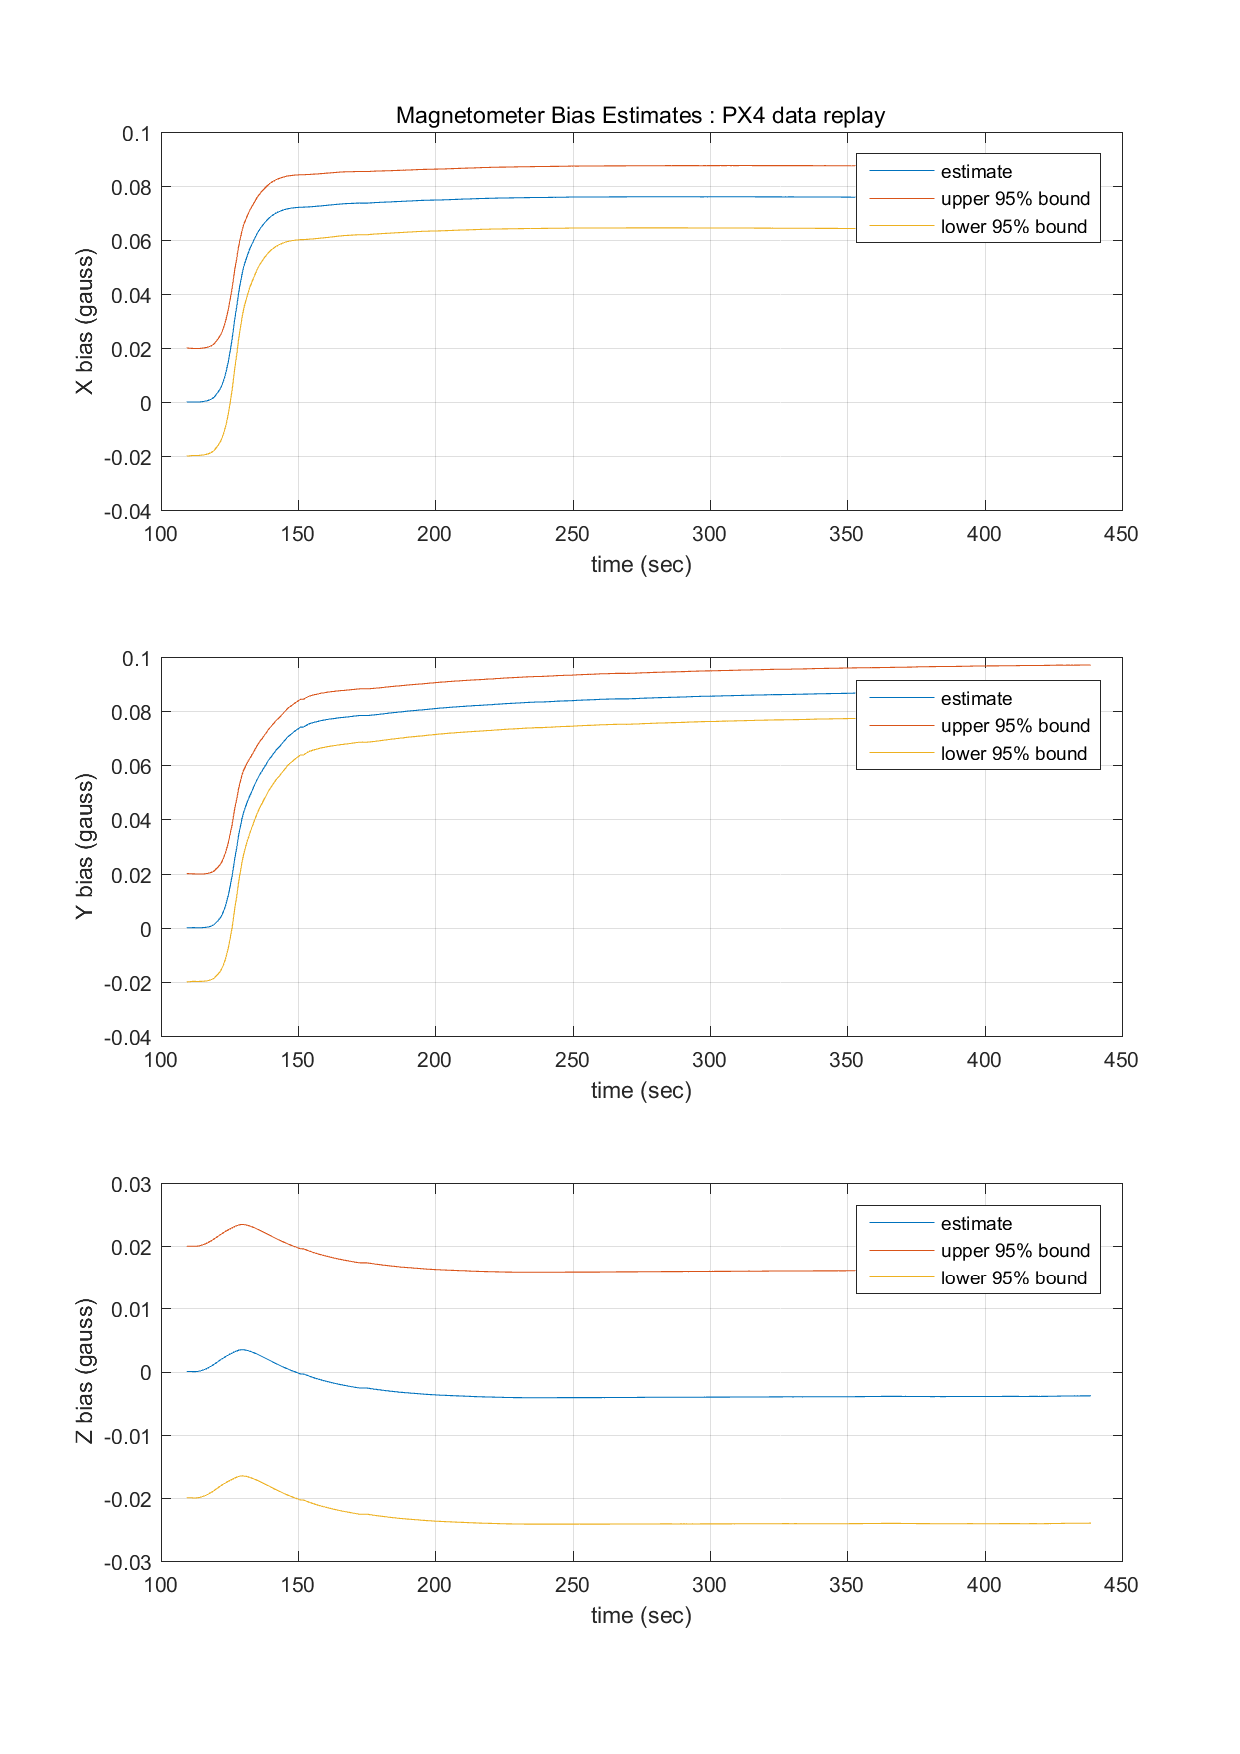 Magnetometer Bias Estimates : PX4 data replay
0.1
0.08
0.06
0.04
0.02
0
-0.02
-0.04
X bias (gauss)
estimate
upper 95% bound
lower 95% bound
100 150 200 250 300 350 400 450
time (sec)
0.1
0.08
0.06
0.04
0.02
0
-0.02
-0.04
Y bias (gauss)
estimate
upper 95% bound
lower 95% bound
100 150 200 250 300 350 400 450
time (sec)
0.03
0.02
0.01
0
-0.01
-0.02
-0.03
Z bias (gauss)
estimate
upper 95% bound
lower 95% bound
100 150 200 250 300 350 400 450
time (sec)